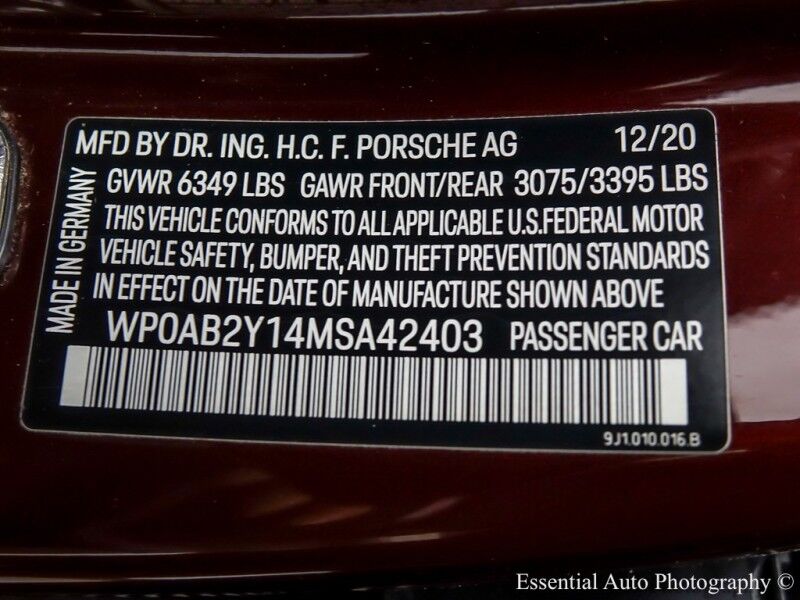 MFD BY DR. ING. H.C. F. PORSCHE AG 12/20
GVWR 6349 LBS GAWR FRONT/REAR 3075/3395 LBS
THIS VEHICLE CONFORMS TO ALL APPLICABLE U.S.FEDERAL MOTOR
VEHICLE SAFETY, BUMPER, AND THEFT PREVENTION STANDARDS
IN EFFECT ON THE DATE OF MANUFACTURE SHOWN ABOVE
WP0AB2Y14MSA42403 PASSENGER CAR
MADE IN GERMANY
9J1.010.016.B
Essential Auto Photography ©